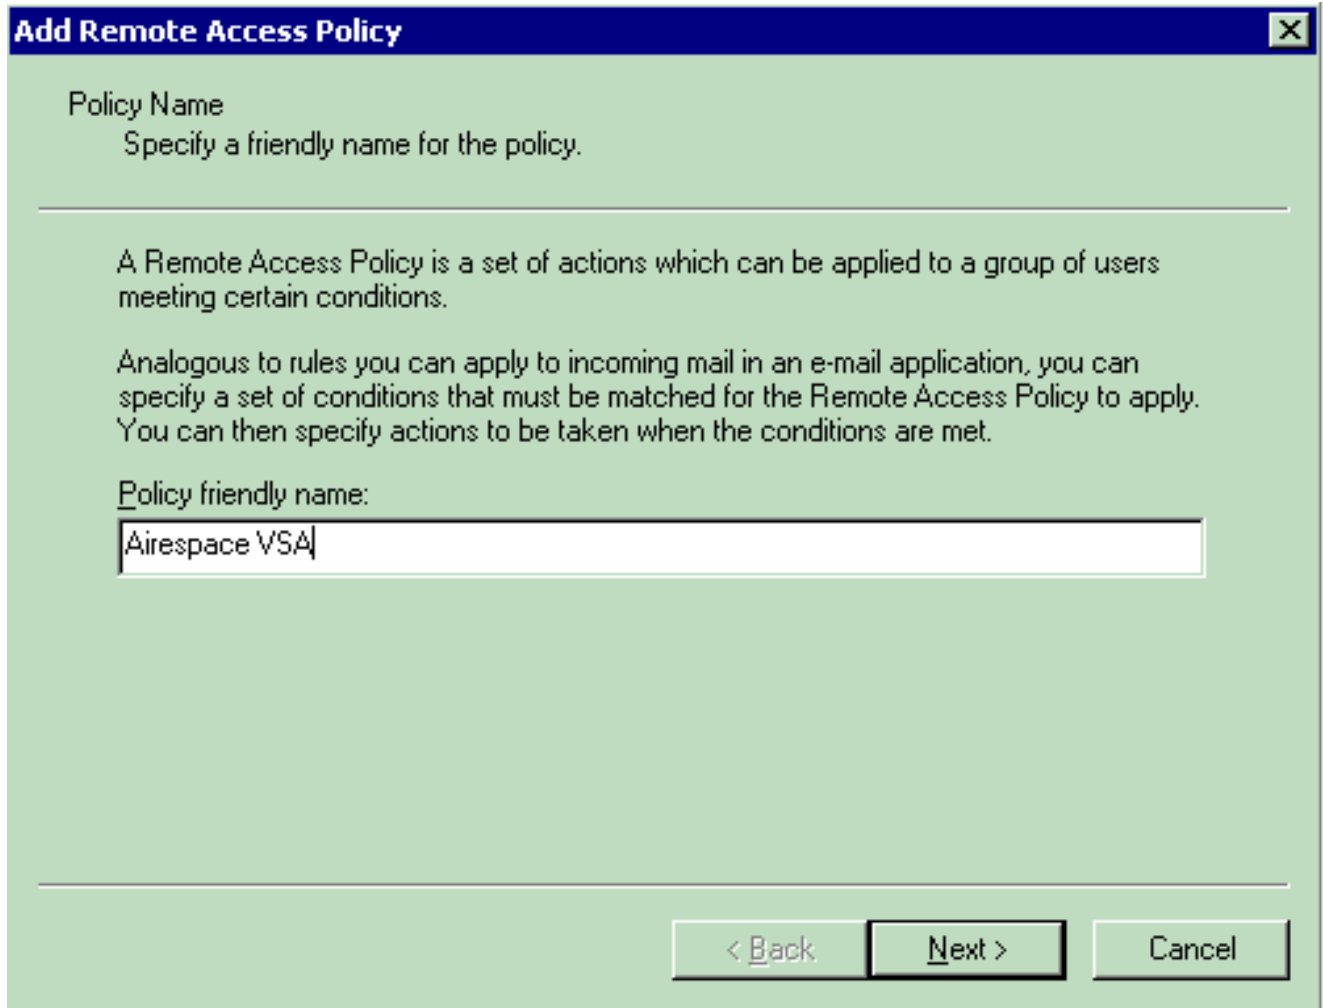 Add Remote Access Policy
Policy Name
Specify a friendly name for the policy.
A Remote Access Policy is a set of actions which can be applied to a group of users
meeting certain conditions.
Analogous to rules you can apply to incoming mail in an e-mail application, you can
specify a set of conditions that must be matched for the Remote Access Policy to apply.
You can then specify actions to be taken when the conditions are met.
Policy friendly name:
Airespace VSA
< Back
Next >
Cancel